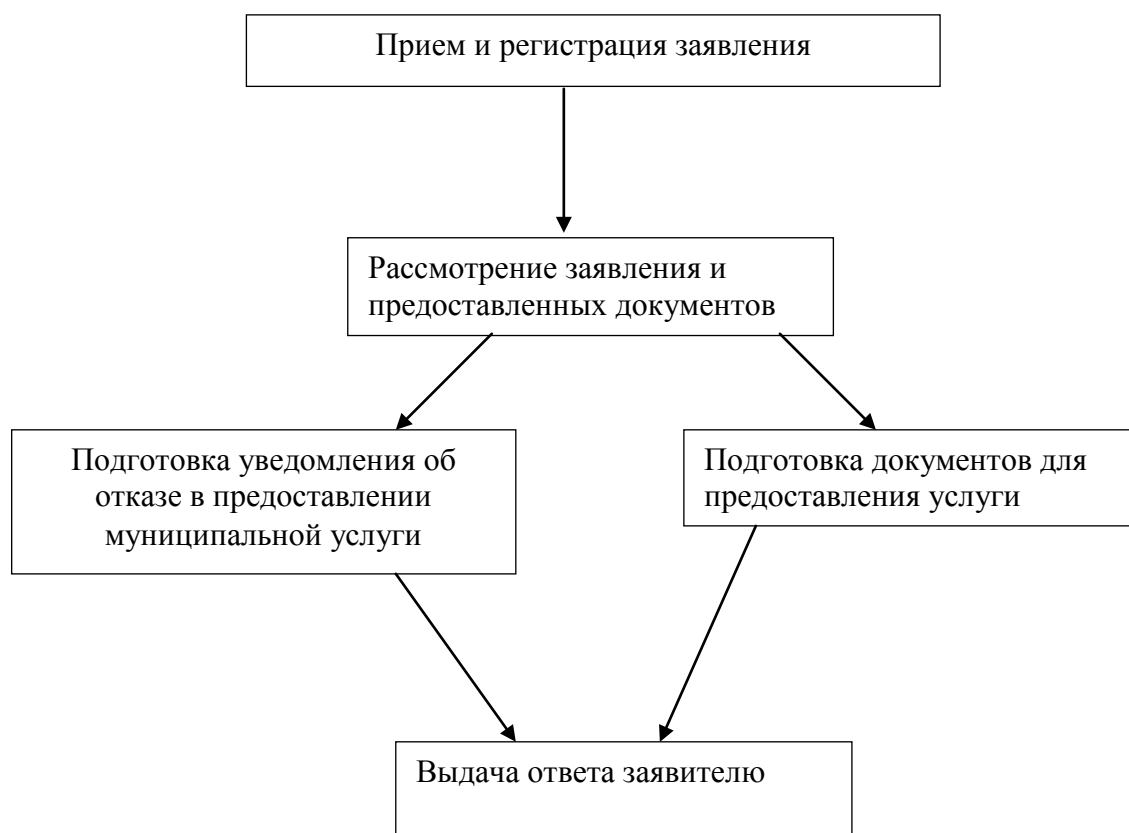 Прием и регистрация заявления
Рассмотрение заявления и
предоставленных документов
Подготовка уведомления об
отказе в предоставлении
муниципальной услуги
Подготовка документов для
предоставления услуги
Выдача ответа заявителю